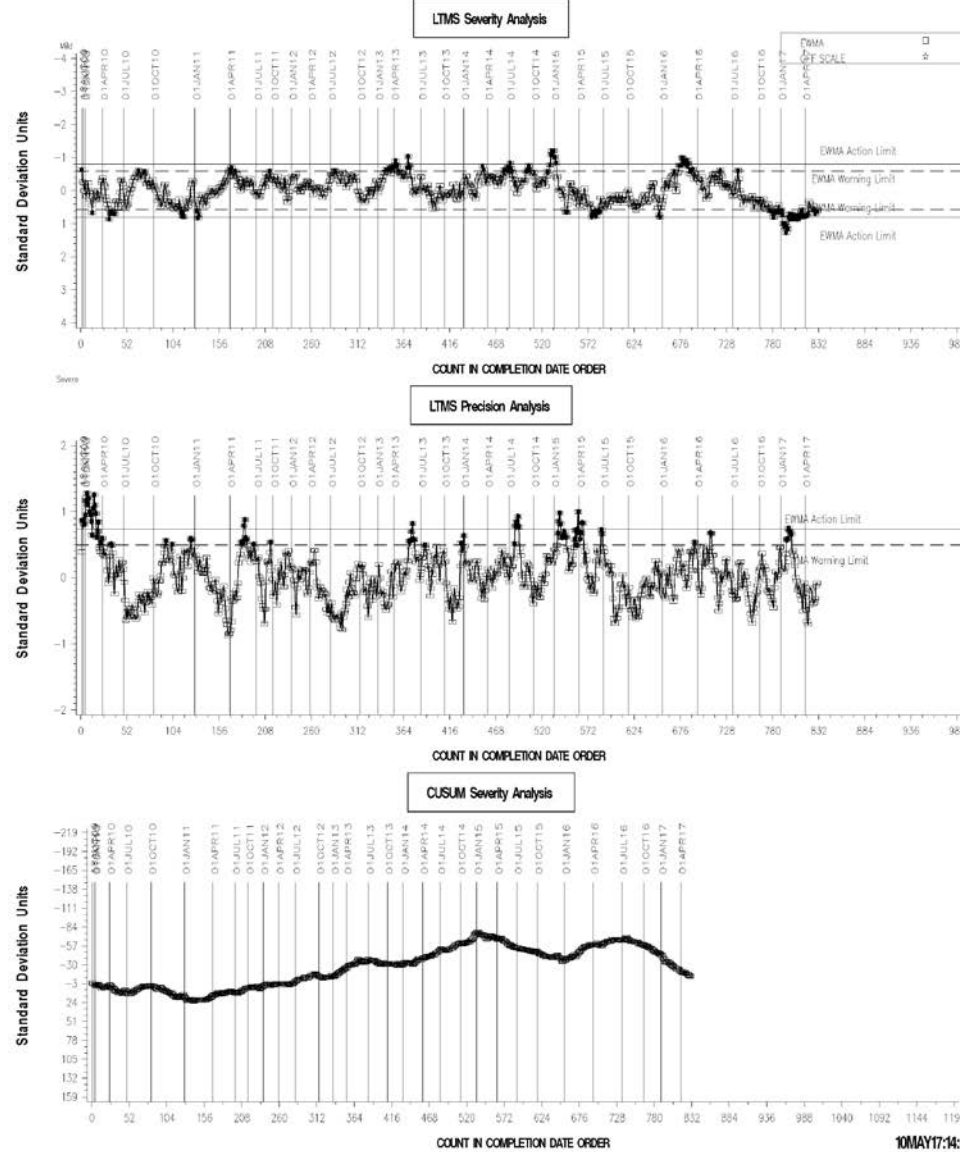 LTMS Severity Analysis
Mild
EWMA
OFF SCALE
01APR10 01JUL10 01OCT10 01JAN11 01APR11 01JUL11 01OCT11 01JAN12 01APR12 01JUL12 01OCT12 01JAN13 01APR13 01JUL13 01OCT13 01JAN14 01APR14 01JUL14 01OCT14 01JAN15 01APR15 01JUL15 01OCT15 01JAN16 01APR16 01JUL16 01OCT16 01JAN17
-4
-3
-2
-1
0
1
2
3
4
Standard Deviation Units
EWMA Action Limit
EWMA Warning Limit
EWMA Warning Limit
EWMA Action Limit
0 52 104 156 208 260 312 364 416 468 520 572 624 676 728 780 832 884 936 98
COUNT IN COMPLETION DATE ORDER
Severe
LTMS Precision Analysis
01APR10 01JUL10 01OCT10 01JAN11 01APR11 01JUL11 01OCT11 01JAN12 01APR12 01JUL12 01OCT12 01JAN13 01APR13 01JUL13 01OCT13 01JAN14 01APR14 01JUL14 01OCT14 01JAN15 01APR15 01JUL15 01OCT15 01JAN16 01APR16 01JUL16 01OCT16 01JAN17 01APR17
2
1
0
-1
-2
Standard Deviation Units
EWMA Action Limit
MA Warning Limit
0 52 104 156 208 260 312 364 416 468 520 572 624 676 728 780 832 884 936 98
COUNT IN COMPLETION DATE ORDER
CUSUM Severity Analysis
01APR10 01JUL10 01OCT10 01JAN11 01APR11 01JUL11 01OCT11 01JAN12 01APR12 01JUL12 01OCT12 01JAN13 01APR13 01JUL13 01OCT13 01JAN14 01APR14 01JUL14 01OCT14 01JAN15 01APR15 01JUL15 01OCT15 01JAN16 01APR16 01JUL16 01OCT16 01JAN17 01APR17
-219
-192
-165
-138
-111
-84
-57
-30
-3
24
51
78
105
132
159
Standard Deviation Units
0 52 104 156 208 260 312 364 416 468 520 572 624 676 728 780 832 884 936 988 1040 1092 1144 119
COUNT IN COMPLETION DATE ORDER
10MAY17:14: